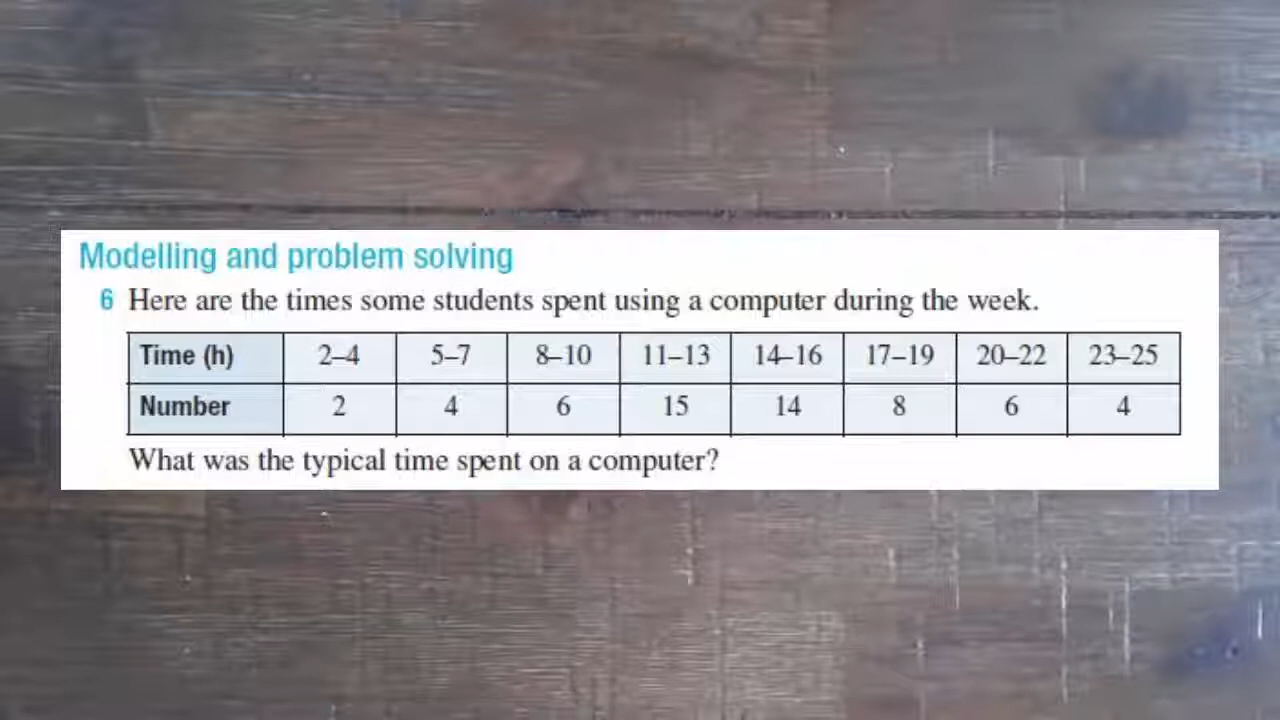 Modelling and problem solving
6 Here are the times some students spent using a computer during the week.
Time (h) 2–4 5–7 8–10 11–13 14–16 17–19 20–22 23–25
Number 2 4 6 15 14 8 6 4
What was the typical time spent on a computer?